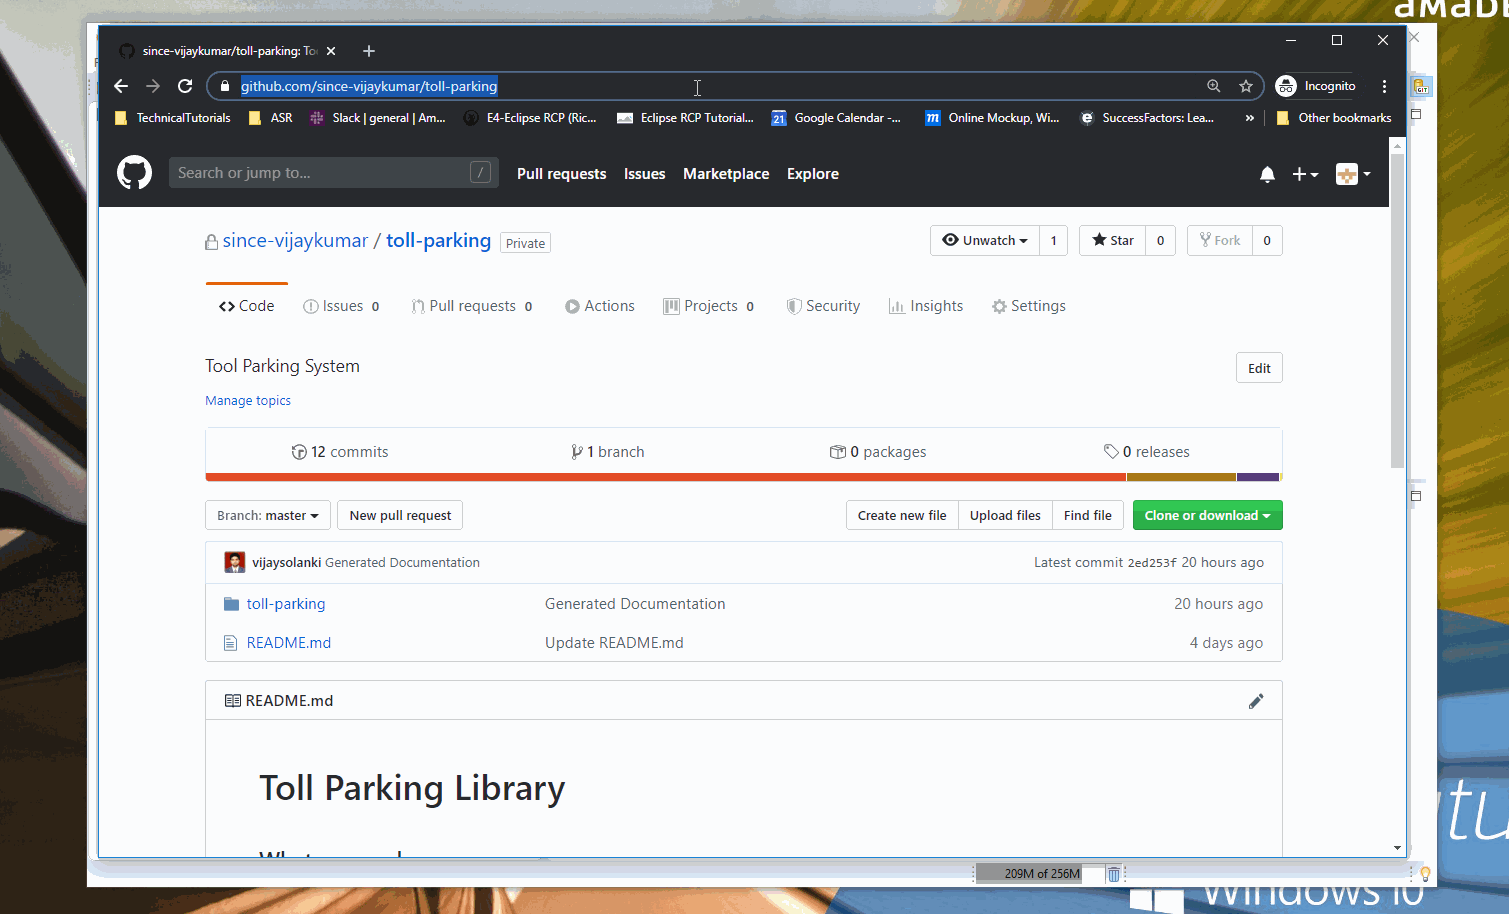 since-vijaykumar/toll-parking: To
github.com/since-vijaykumar/toll-parking
Incognito
TechnicalTutorials ASR Slack | general | Am... E4-Eclipse RCP (Ric... Eclipse RCP Tutorial... 21 Google Calendar -... m Online Mockup, Wi... SuccessFactors: Lea... » Other bookmarks
GIT
Search or jump to... / Pull requests Issues Marketplace Explore
since-vijaykumar / toll-parking Private
Unwatch 1 Star 0 Fork 0
Code Issues 0 Pull requests 0 Actions Projects 0 Security Insights Settings
Tool Parking System
Edit
Manage topics
12 commits 1 branch 0 packages 0 releases
Branch: master New pull request Create new file Upload files Find file Clone or download
vijaysolanki Generated Documentation Latest commit 2ed253f 20 hours ago
toll-parking Generated Documentation 20 hours ago
README.md Update README.md 4 days ago
README.md
Toll Parking Library
209M of 256M
Windows 10